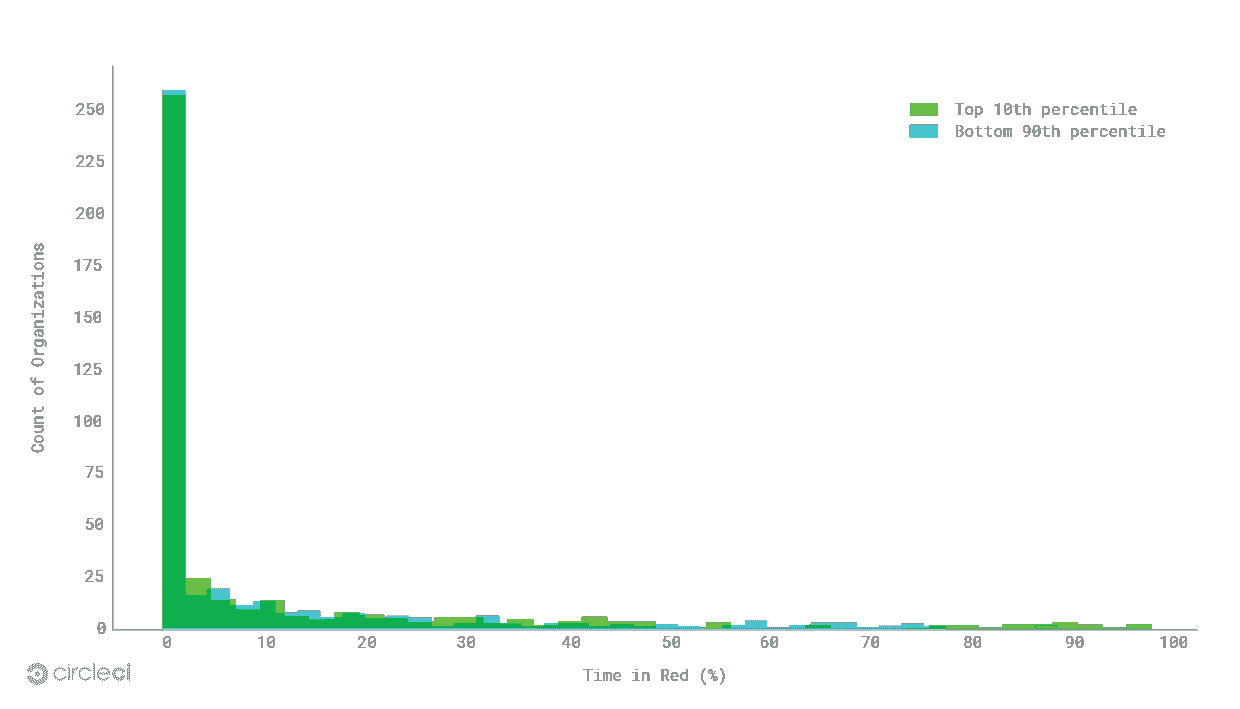 Top 10th percentile
Bottom 90th percentile
Count of Organizations
250
225
200
175
150
125
100
75
50
25
0
0 10 20 30 40 50 60 70 80 90 100
Time in Red (%)
circleci